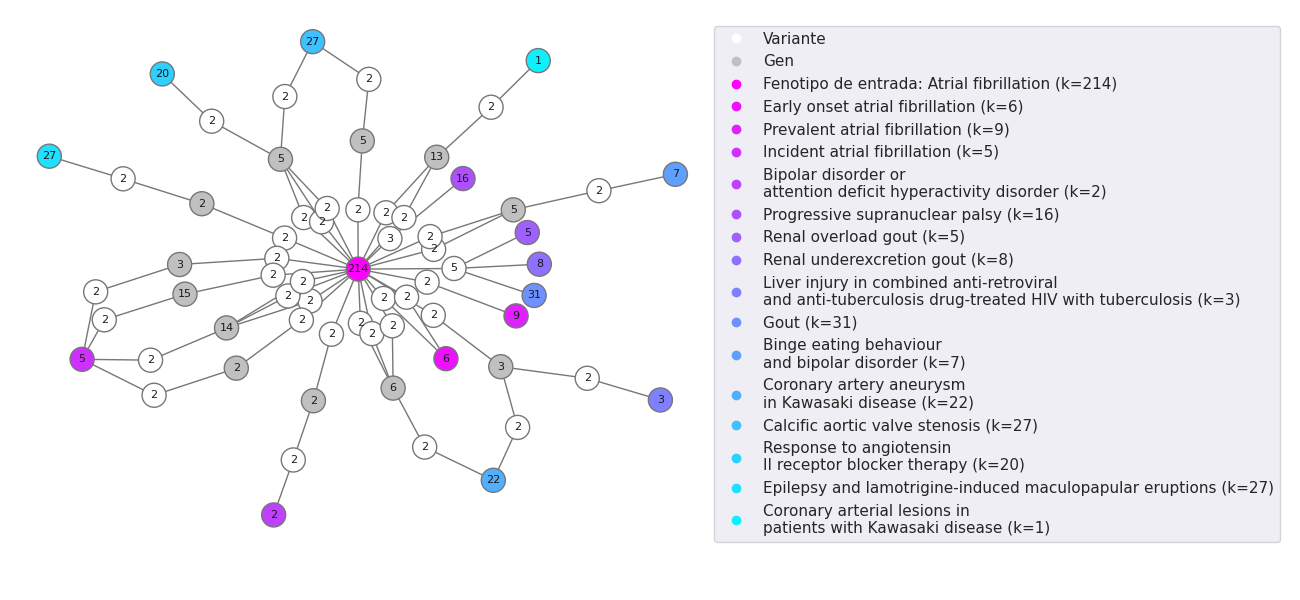 27
2
2
20
2
5
5
1
2
13
16
27
2
2
7
2
5
5
8
31
9
5
2
2
2
2
2
2
2
3
2
2
214
2
2
2
2
2
2
3
15
14
2
2
2
5
2
2
2
2
2
2
2
2
2
2
2
2
6
6
3
2
3
2
2
22
2
2
2
Variante
Gen
Fenotipo de entrada: Atrial fibrillation (k=214)
Early onset atrial fibrillation (k=6)
Prevalent atrial fibrillation (k=9)
Incident atrial fibrillation (k=5)
Bipolar disorder or
attention deficit hyperactivity disorder (k=2)
Progressive supranuclear palsy (k=16)
Renal overload gout (k=5)
Renal underexcretion gout (k=8)
Liver injury in combined anti-retroviral
and anti-tuberculosis drug-treated HIV with tuberculosis (k=3)
Gout (k=31)
Binge eating behaviour
and bipolar disorder (k=7)
Coronary artery aneurysm
in Kawasaki disease (k=22)
Calcific aortic valve stenosis (k=27)
Response to angiotensin
II receptor blocker therapy (k=20)
Epilepsy and lamotrigine-induced maculopapular eruptions (k=27)
Coronary arterial lesions in
patients with Kawasaki disease (k=1)